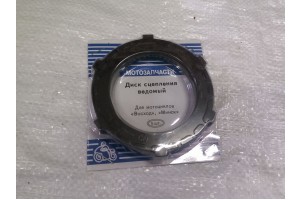 МОТОЗАПЧАСТИ
Диск сцепления
ведомый
Для мотоциклов
«Восход», «Минск»